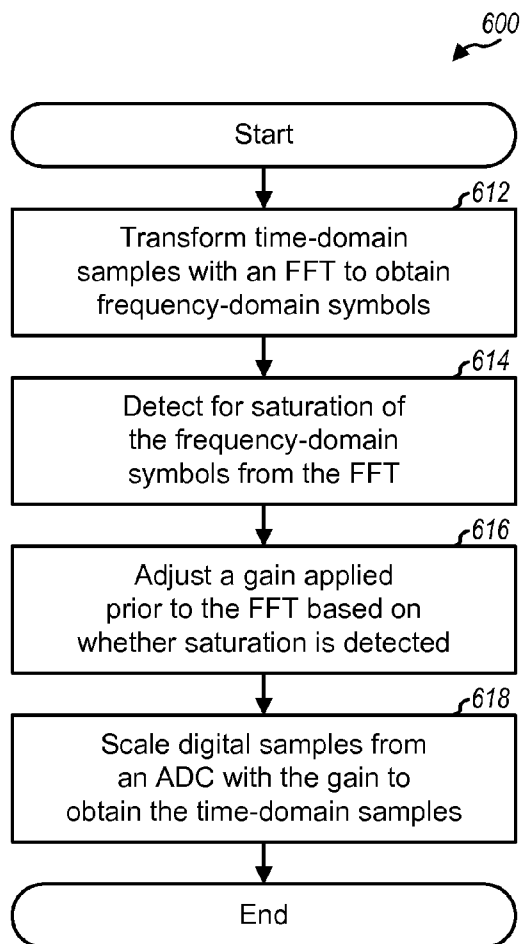 600
Start
612
Transform time-domain
samples with an FFT to obtain
frequency-domain symbols
614
Detect for saturation of
the frequency-domain
symbols from the FFT
616
Adjust a gain applied
prior to the FFT based on
whether saturation is detected
618
Scale digital samples from
an ADC with the gain to
obtain the time-domain samples
End